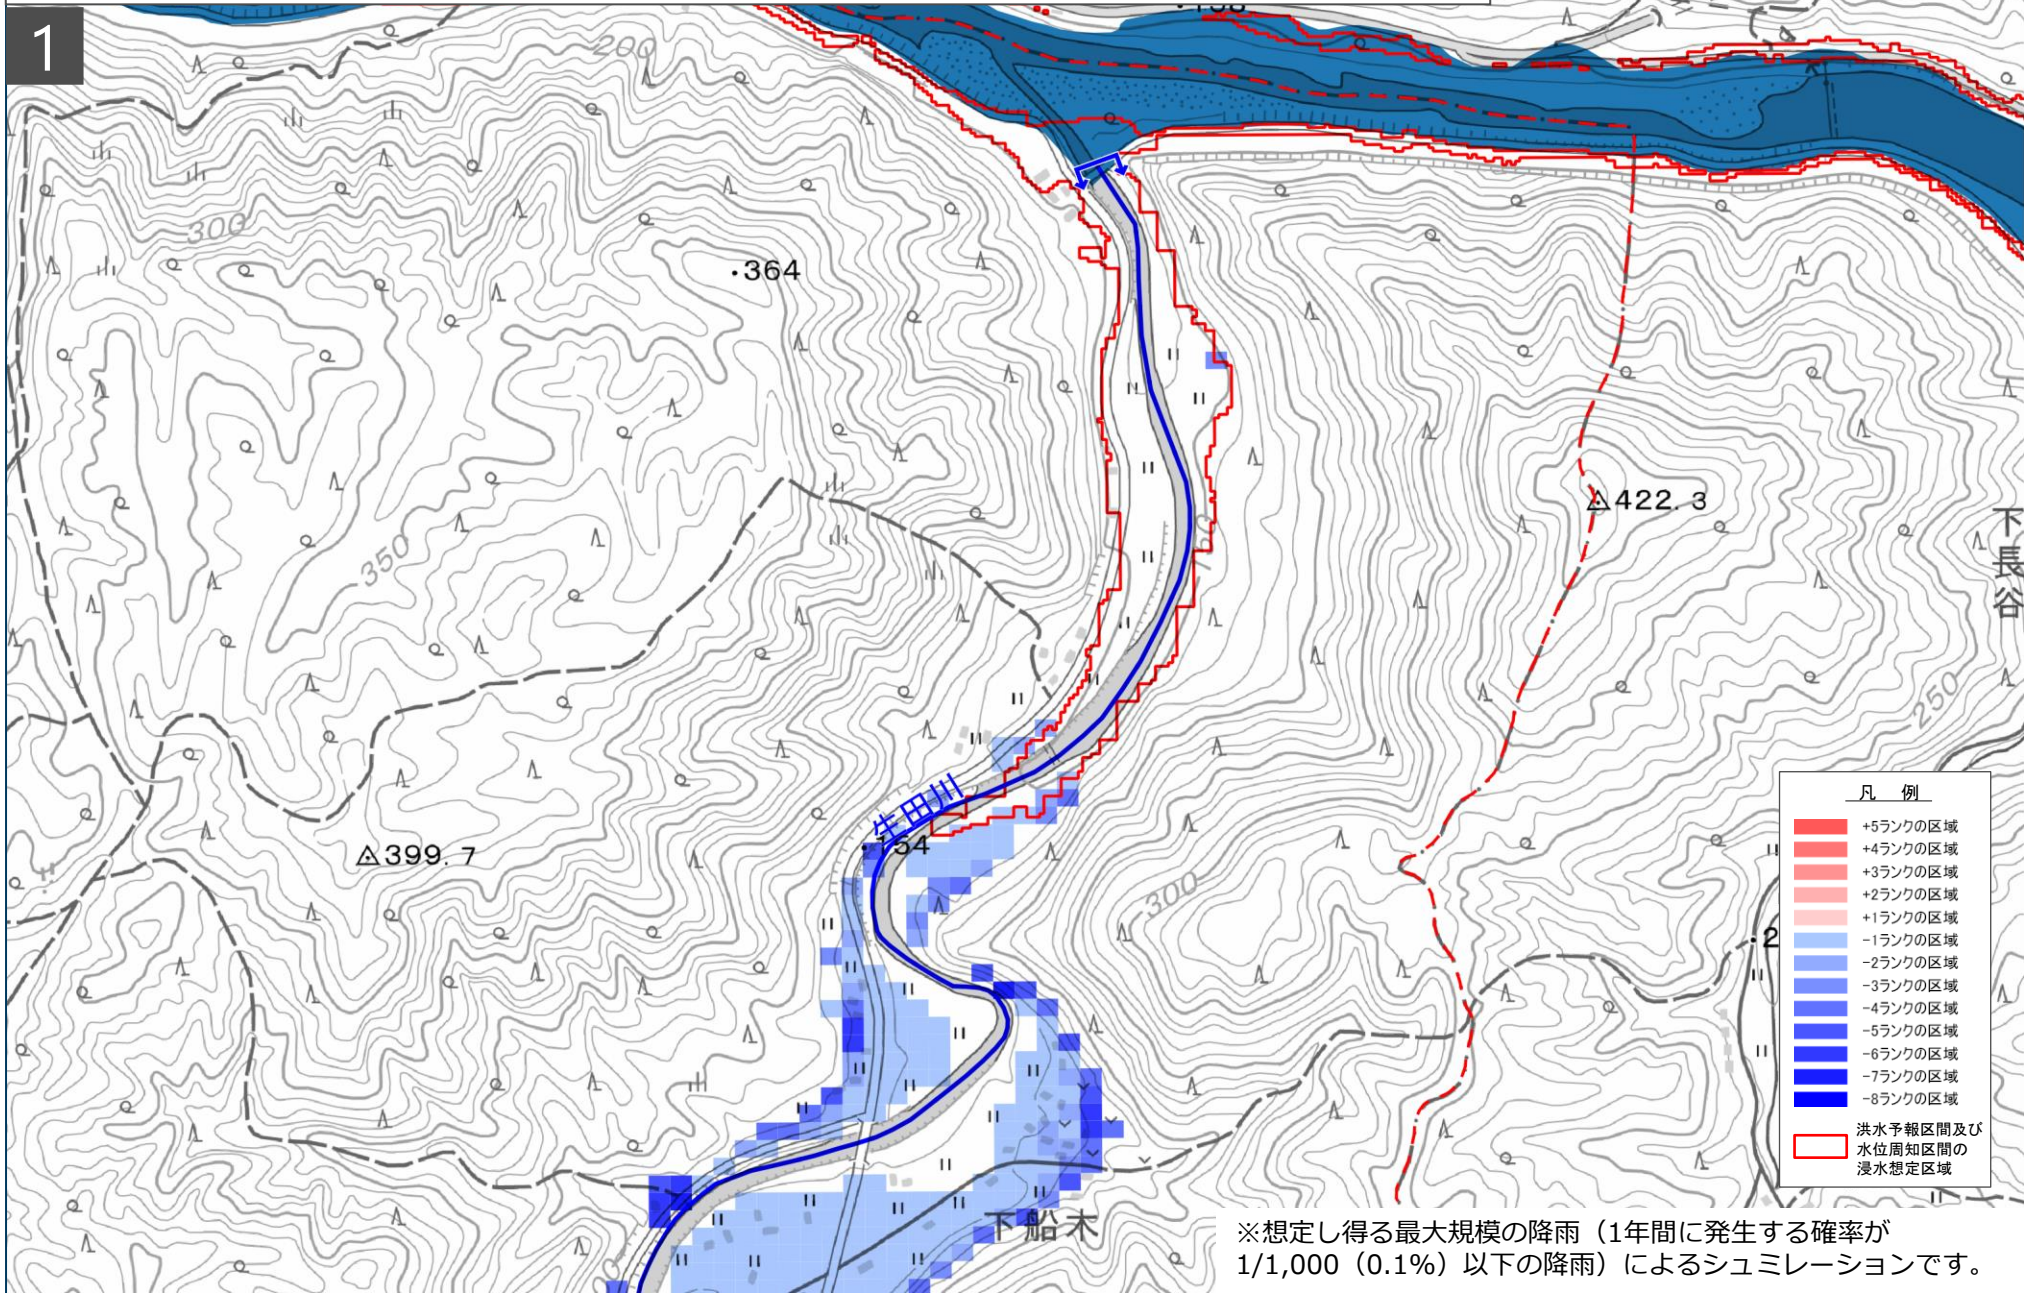 1
200
300
・364
350
△422.3
下長谷
150
250
生田川
・154
△399.7
300
・2
下船木
凡 例
+5ランクの区域
+4ランクの区域
+3ランクの区域
+2ランクの区域
+1ランクの区域
-1ランクの区域
-2ランクの区域
-3ランクの区域
-4ランクの区域
-5ランクの区域
-6ランクの区域
-7ランクの区域
-8ランクの区域
洪水予報区間及び
水位周知区間の
浸水想定区域
※想定し得る最大規模の降雨（1年間に発生する確率が
1/1,000（0.1%）以下の降雨）によるシュミレーションです。